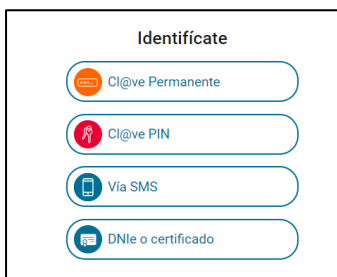 Identifícate
Cl@ve Permanente
Cl@ve PIN
Vía SMS
DNIe o certificado